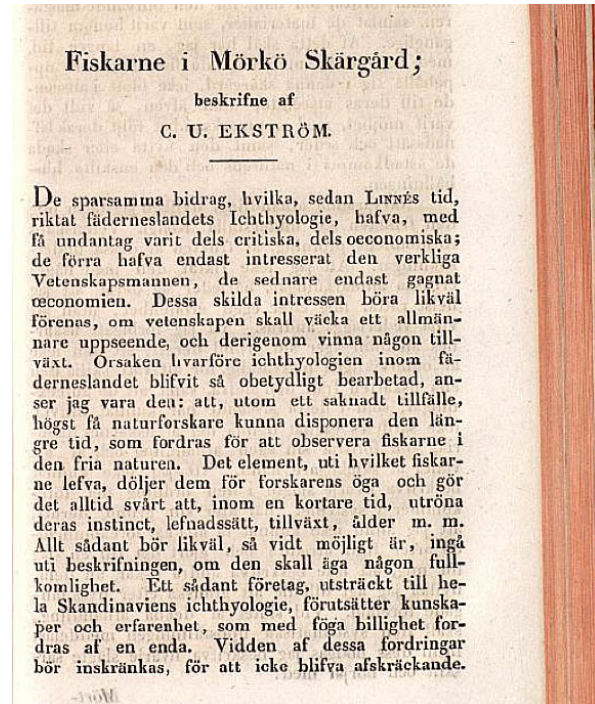 Fiskarne i Mörkö Skärgård;
beskrifne af
C. U. EKSTRÖM.
De sparsamma bidrag, hvilka, sedan LINNÉS tid,
riktat fäderneslandets Ichthyologie, hafva, med
få undantag varit dels critiska, dels oeconomiska;
de förra hafva endast intresserat den verkliga
Vetenskapsmannen, de sednare endast gagnat
œconomien. Dessa skilda intressen böra likväl
förenas, om vetenskapen skall väcka ett allmän-
nare uppseende, och derigenom vinna någon till-
växt. Orsaken hvarföre ichthyologien inom fä-
derneslandet blifvit så obetydligt bearbetad, an-
ser jag vara den: att, utom ett saknadt tillfälle,
högst få naturforskare kunna disponera den län-
gre tid, som fordras för att observera fiskarne i
den fria naturen. Det element, uti hvilket fiskar-
ne lefva, döljer dem för forskarens öga och gör
det alltid svårt att, inom en kortare tid, utröna
deras instinct, lefnadssätt, tillväxt, ålder m. m.
Allt sådant bör likväl, så vidt möjligt är, ingå
uti beskrifningen, om den skall äga någon full-
komlighet. Ett sådant företag, utsträckt till he-
la Skandinaviens ichthyologie, förutsätter kunska-
per och erfarenhet, som med föga billighet for-
dras af en enda. Vidden af dessa fordringar
bör inskränkas, för att icke blifva afskräckande.